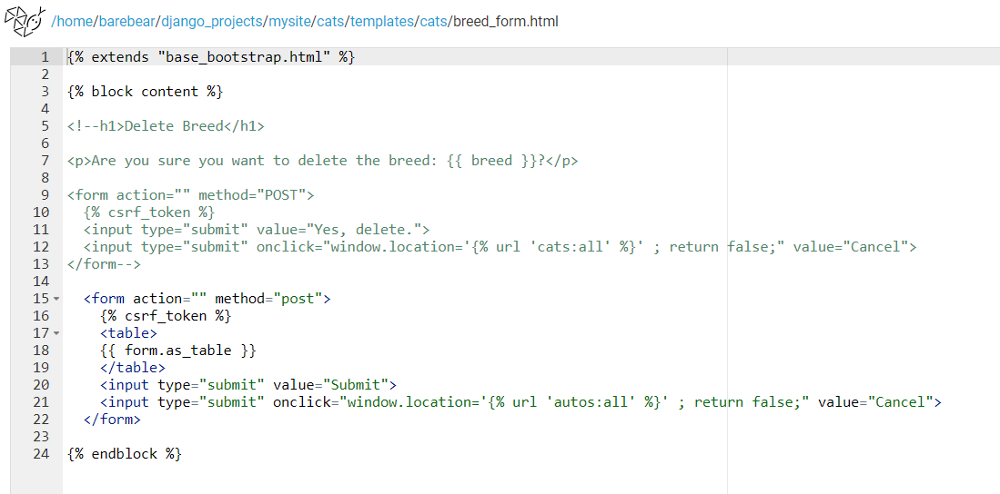 /home/barebear/django_projects/mysite/cats/templates/cats/breed_form.html
1 {% extends "base_bootstrap.html" %}
2
3 {% block content %}
4
5 <!--h1>Delete Breed</h1>
6
7 <p>Are you sure you want to delete the breed: {{ breed }}?</p>
8
9 <form action="" method="POST">
10   {% csrf_token %}
11   <input type="submit" value="Yes, delete.">
12   <input type="submit" onclick="window.location='{% url 'cats:all' %}' ; return false;" value="Cancel">
13 </form-->
14
15   <form action="" method="post">
16     {% csrf_token %}
17     <table>
18     {{ form.as_table }}
19     </table>
20     <input type="submit" value="Submit">
21     <input type="submit" onclick="window.location='{% url 'autos:all' %}' ; return false;" value="Cancel">
22   </form>
23
24 {% endblock %}